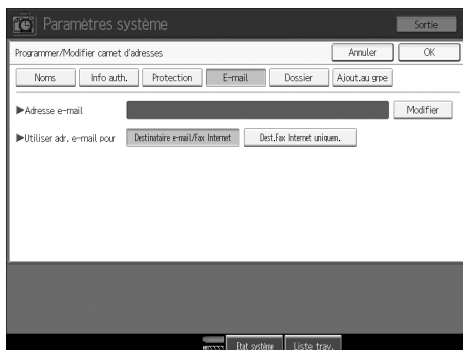 Paramètres système
Sortie
Programmer/Modifier carnet d'adresses
Annuler
OK
Noms
Info auth.
Protection
E-mail
Dossier
Ajout.au grpe
►Adresse e-mail
Modifier
►Utiliser adr. e-mail pour
Destinataire e-mail/Fax Internet
Dest.Fax Internet uniquem.
Etat système
Liste trav.